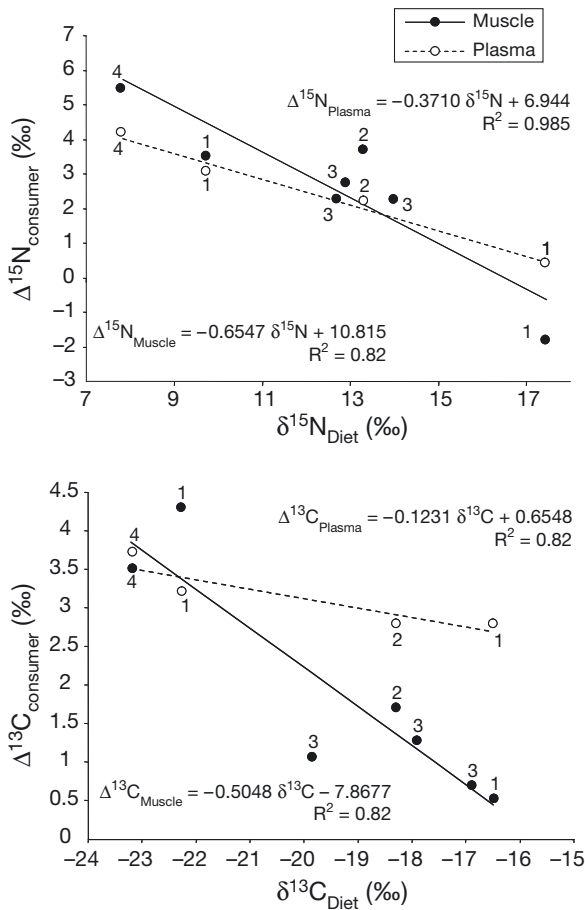 Muscle
Plasma
6
5
4
3
2
1
0
−1
−2
−3
Δ15Nconsumer (‰)
4
4
1
1
2
3
3
2
3
1
1
Δ15NPlasma = −0.3710 δ15N + 6.944
R2 = 0.985
Δ15NMuscle = −0.6547 δ15N + 10.815
R2 = 0.82
7 9 11 13 15 17
δ15NDiet (‰)
4.5
4
3.5
3
2.5
2
1.5
1
0.5
0
Δ13Cconsumer (‰)
1
4
4
1
2
1
2
3
3
3
1
Δ13CPlasma = −0.1231 δ13C + 0.6548
R2 = 0.82
Δ13CMuscle = −0.5048 δ13C − 7.8677
R2 = 0.82
−24 −23 −22 −21 −20 −19 −18 −17 −16 −15
δ13CDiet (‰)